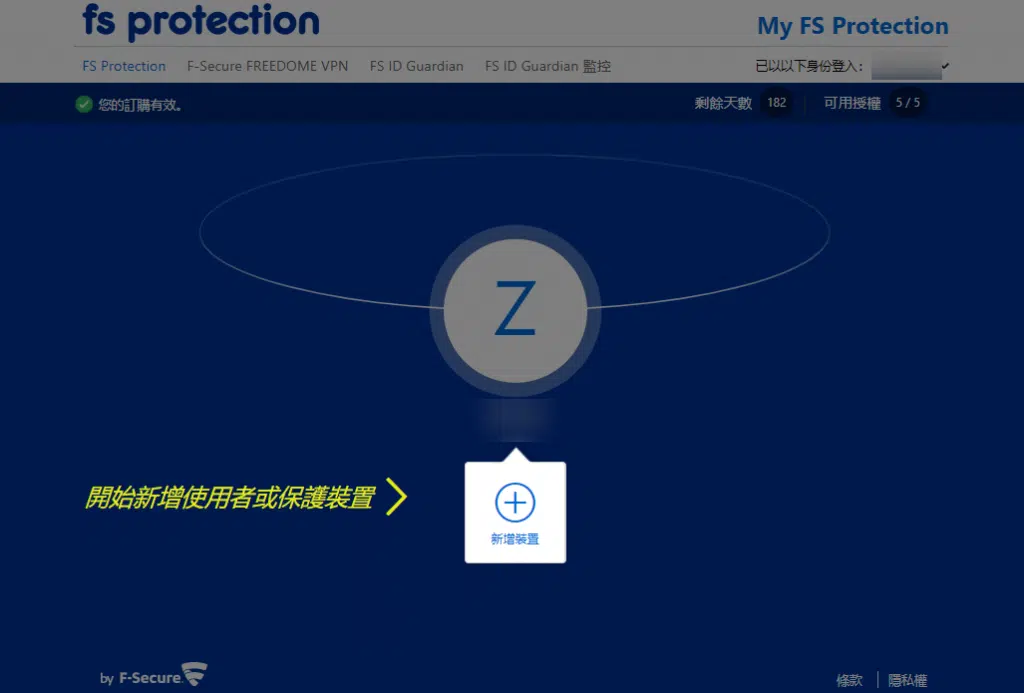 fs protection
My FS Protection
FS Protection F-Secure FREEDOME VPN FS ID Guardian FS ID Guardian 監控 已以以下身份登入:
您的訂購有效。 剩餘天數 182 可用授權 5 / 5
Z
開始新增使用者或保護裝置
新增裝置
by F-Secure. 條款 隱私權